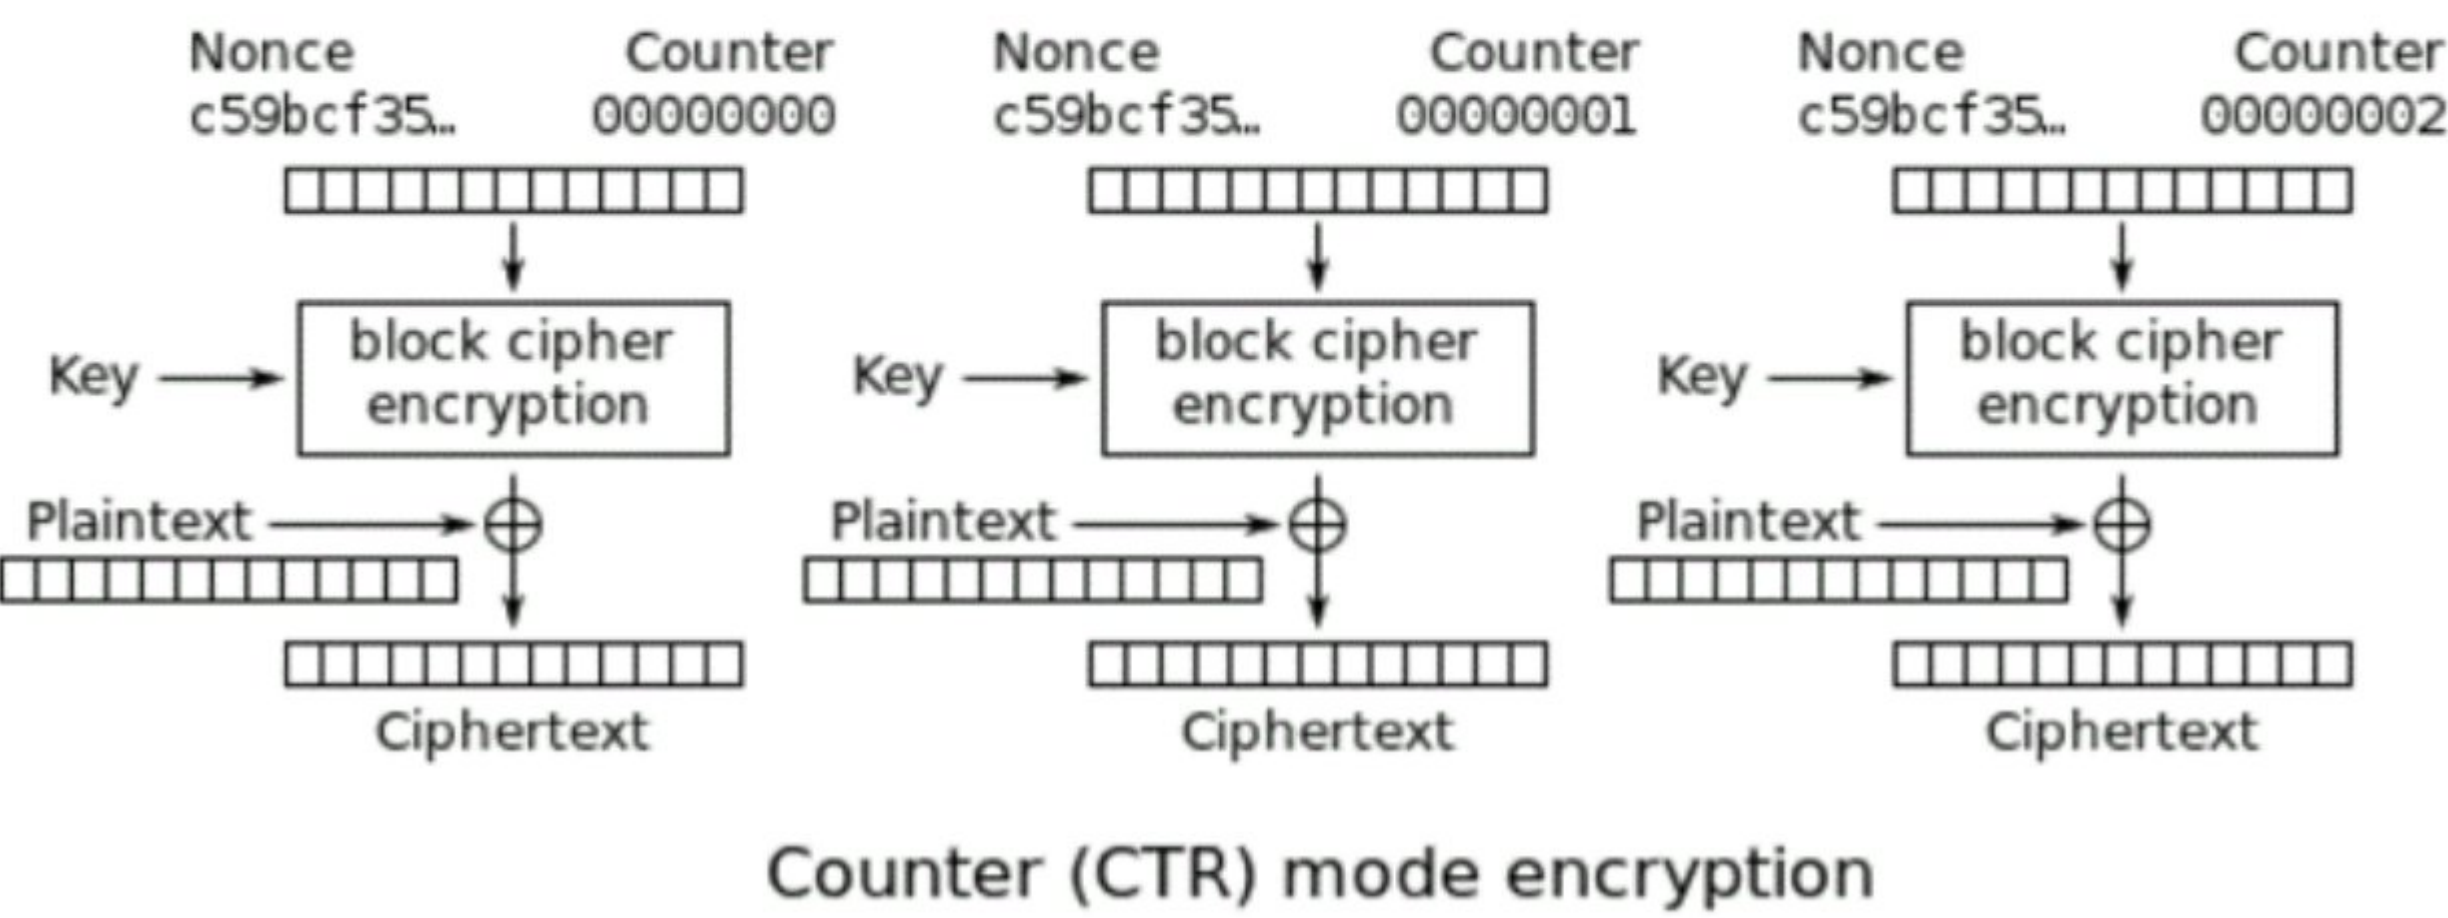 Nonce Counter Nonce Counter Nonce Counter
c59bcf35… 00000000 c59bcf35… 00000001 c59bcf35… 00000002
block cipher block cipher block cipher
Key Key Key
encryption encryption encryption
Plaintext Plaintext Plaintext
Ciphertext Ciphertext Ciphertext
Counter (CTR) mode encryption